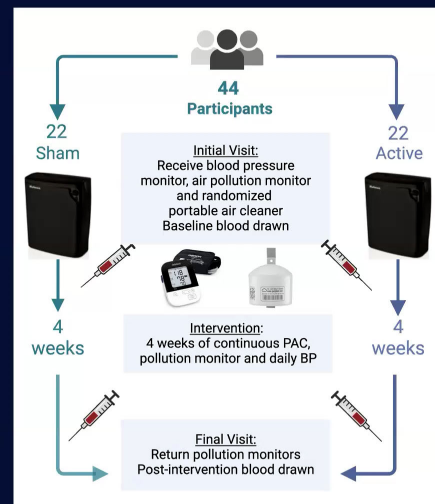 44
Participants
22
Sham
22
Active
Initial Visit:
Receive blood pressure
monitor, air pollution monitor
and randomized
portable air cleaner
Baseline blood drawn
4
weeks
Intervention:
4 weeks of continuous PAC,
pollution monitor and daily BP
4
weeks
Final Visit:
Return pollution monitors
Post-intervention blood drawn